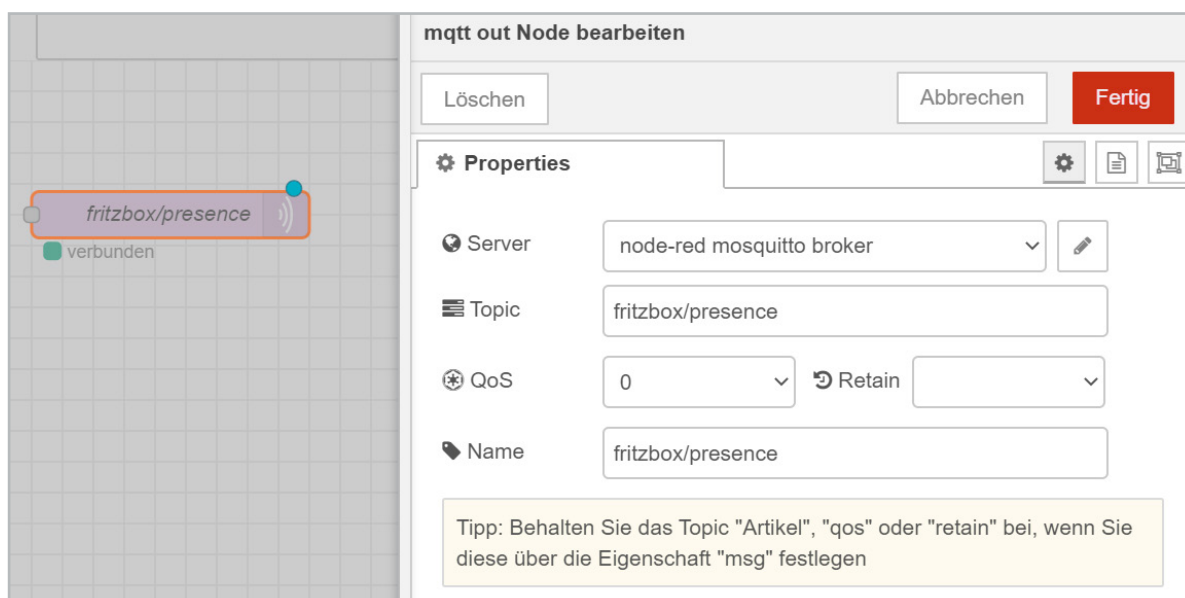 mqtt out Node bearbeiten
Löschen
Abbrechen
Fertig
Properties
fritzbox/presence
verbunden
Server
node-red mosquitto broker
Topic
fritzbox/presence
QoS
0
Retain
Name
fritzbox/presence
Tipp: Behalten Sie das Topic "Artikel", "qos" oder "retain" bei, wenn Sie
diese über die Eigenschaft "msg" festlegen